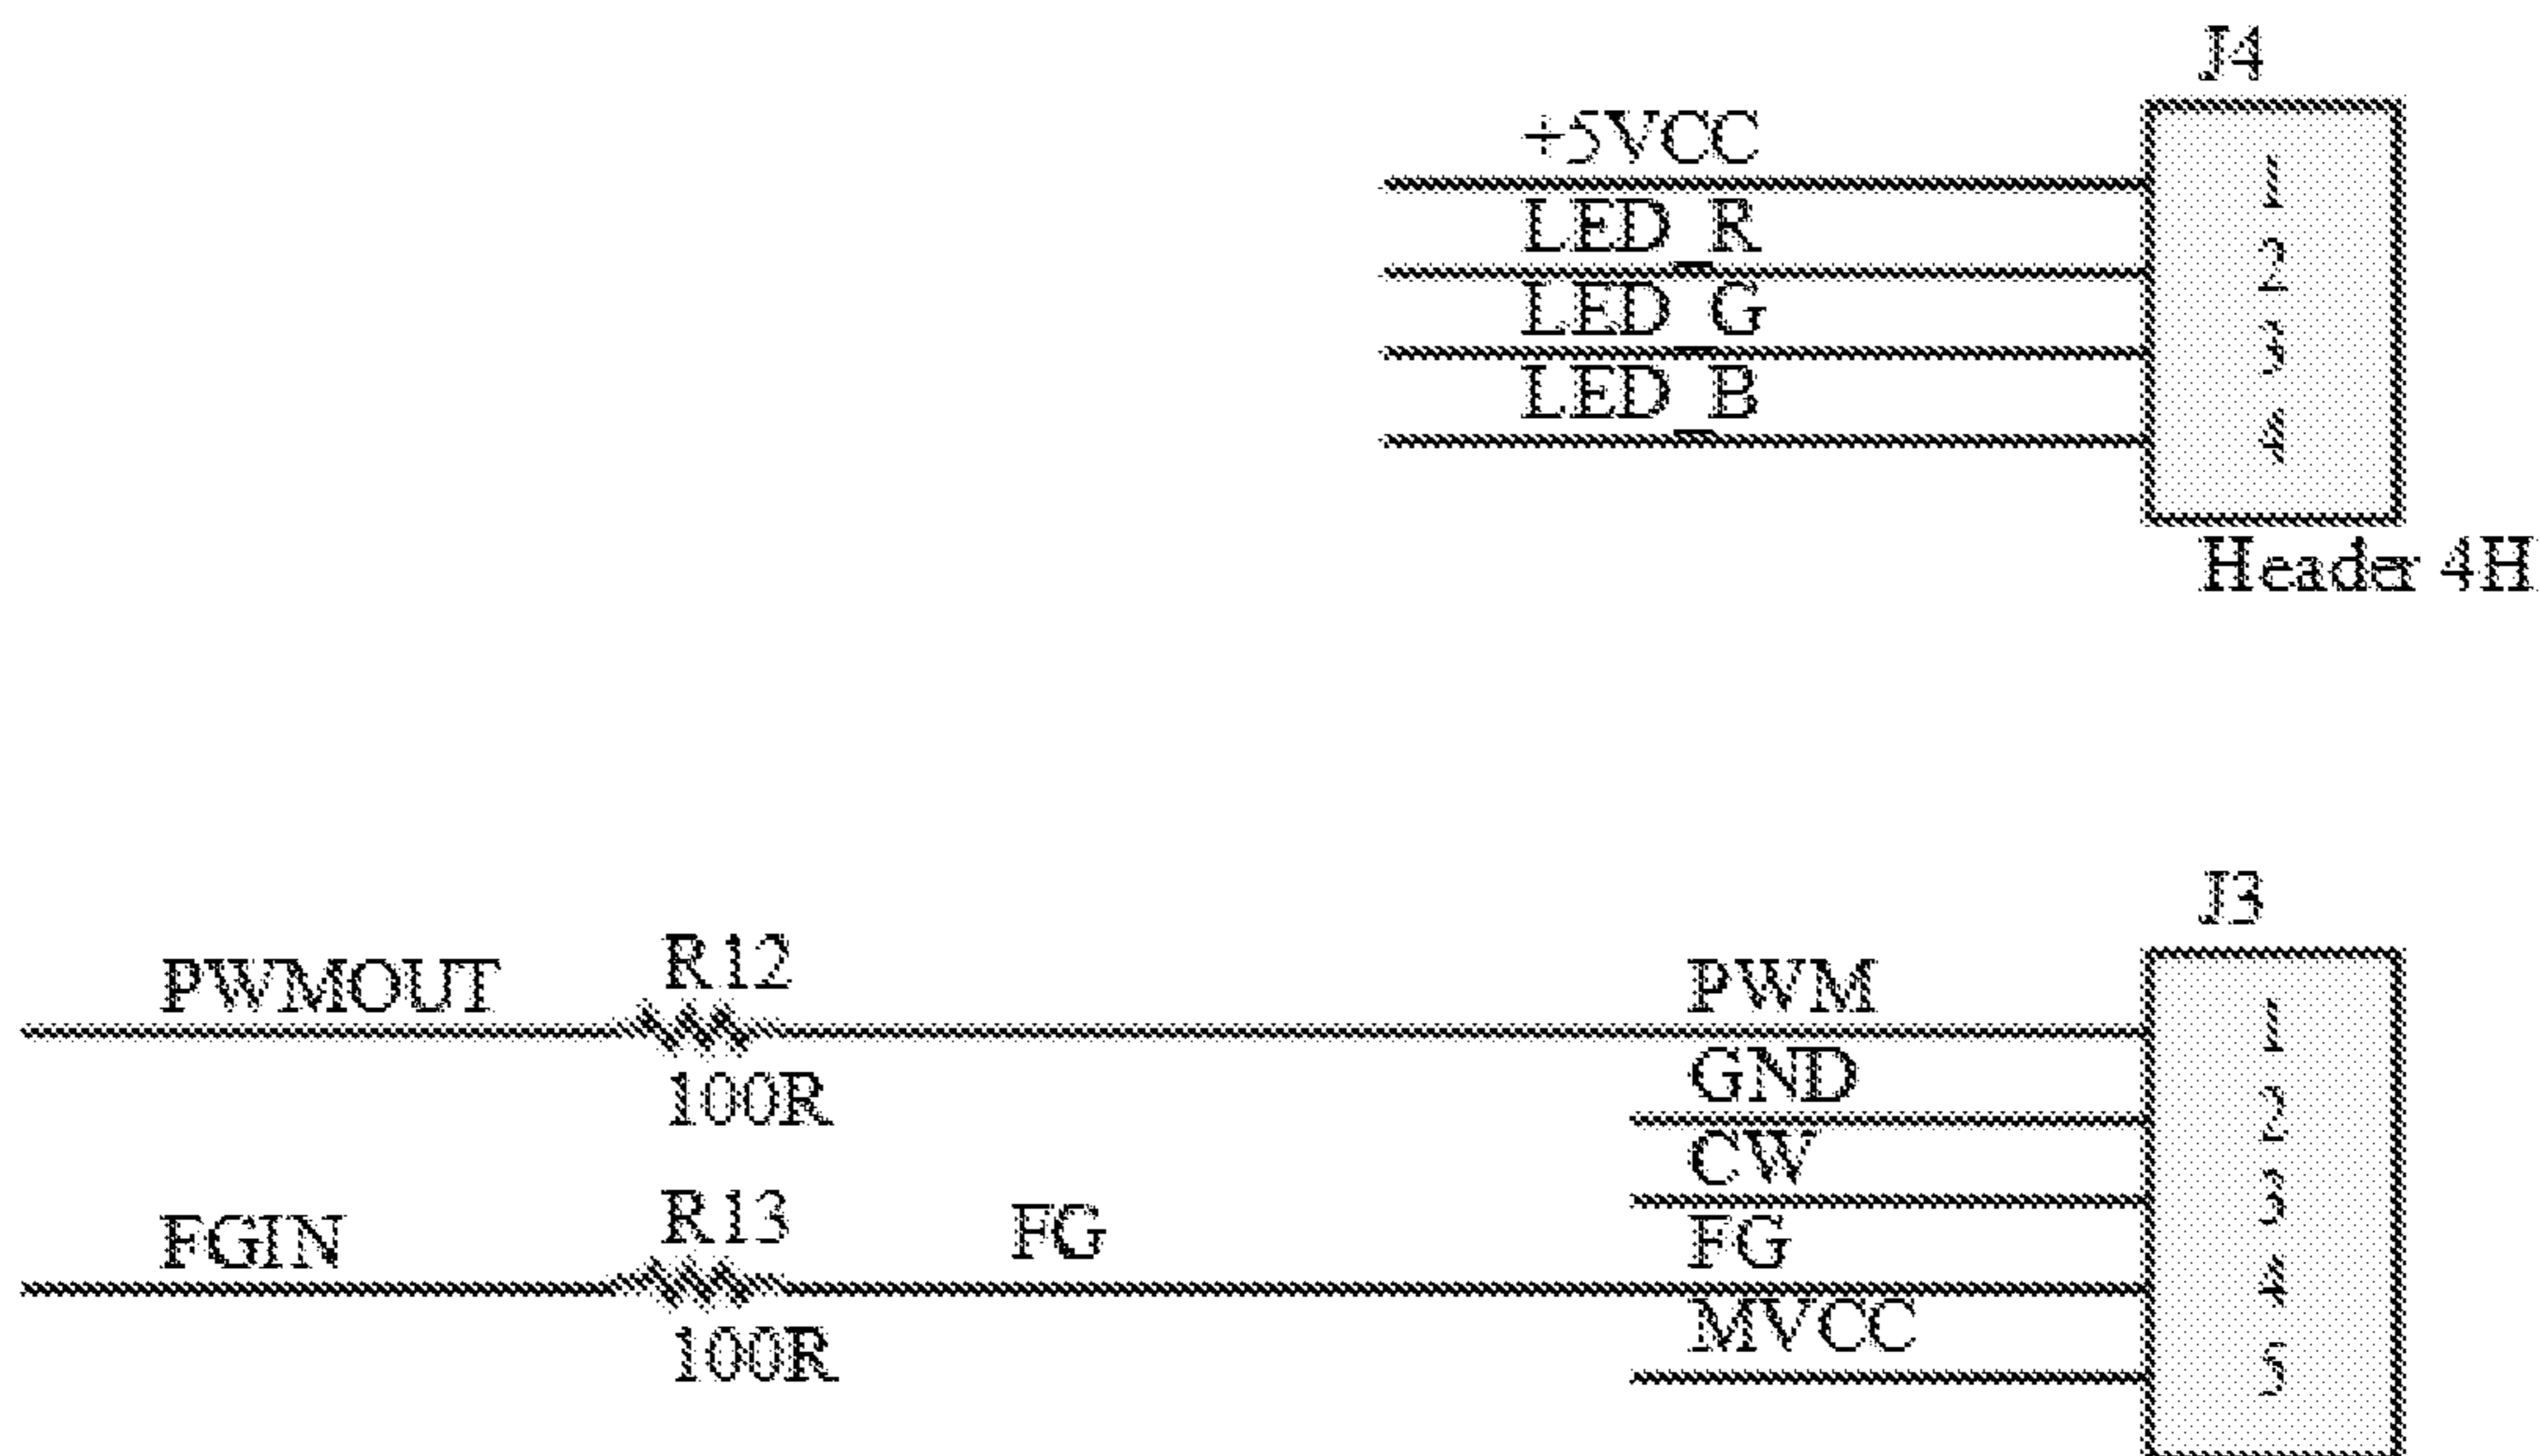 J4
+5VCC
1
LED_R
2
LED_G
3
LED_B
4
Header 4H
J3
PWMOUT
R12
100R
PWM
1
GND
2
CW
3
FGIN
R13
100R
FG
FG
4
MVCC
5